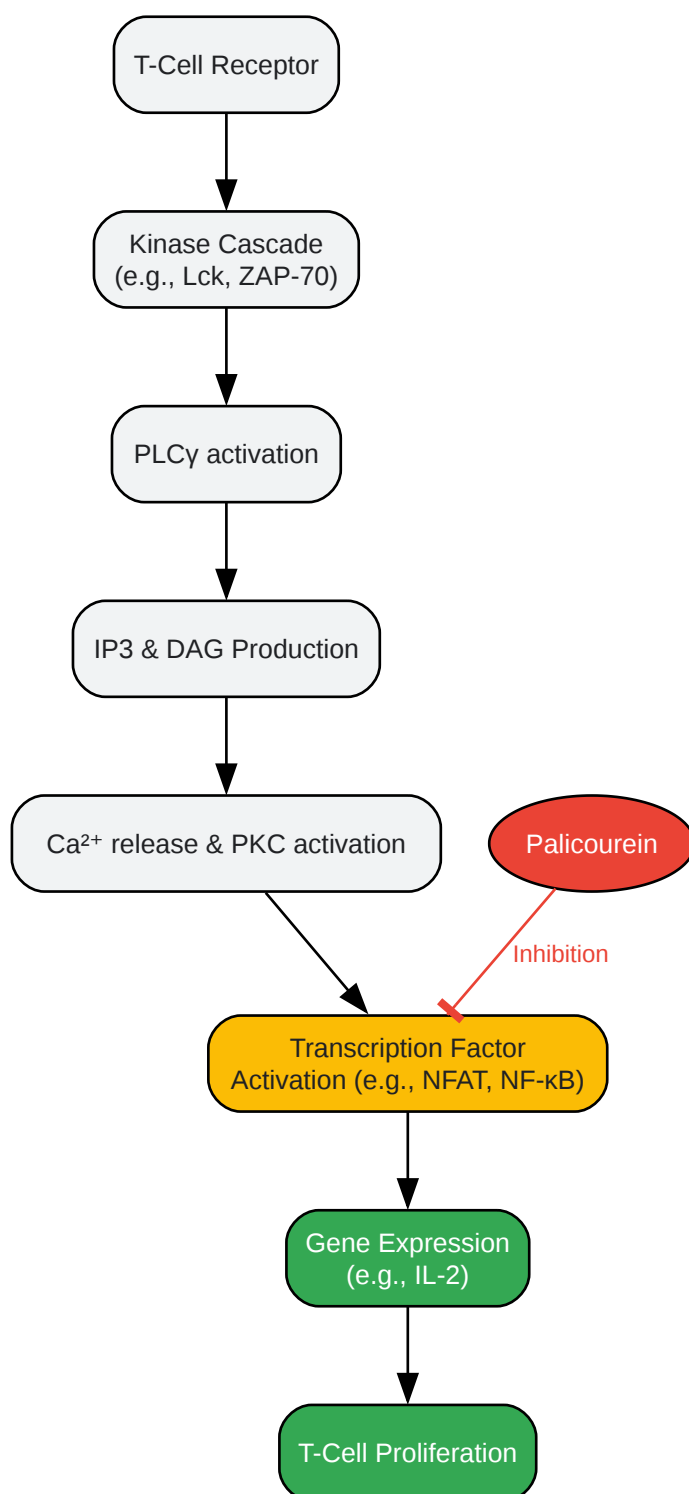 T-Cell Receptor
Kinase Cascade
(e.g., Lck, ZAP-70)
PLCγ activation
IP3 & DAG Production
Ca²⁺ release & PKC activation
Palicourein
Inhibition
Transcription Factor
Activation (e.g., NFAT, NF-κB)
Gene Expression
(e.g., IL-2)
T-Cell Proliferation